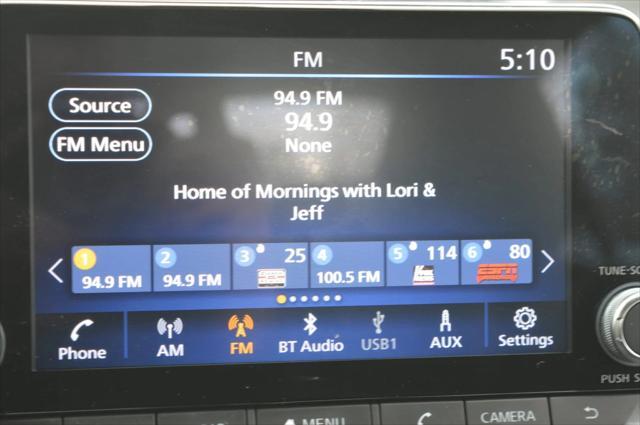 FM
5:10
Source
94.9 FM
FM Menu
94.9
None
Home of Mornings with Lori &
Jeff
1
2
3
25
4
5
114
6
80
94.9 FM
94.9 FM
100.5 FM
ESPN
Phone
AM
FM
BT Audio
USB1
AUX
Settings
TUNE-SC
PUSH S
MENU
CAMERA